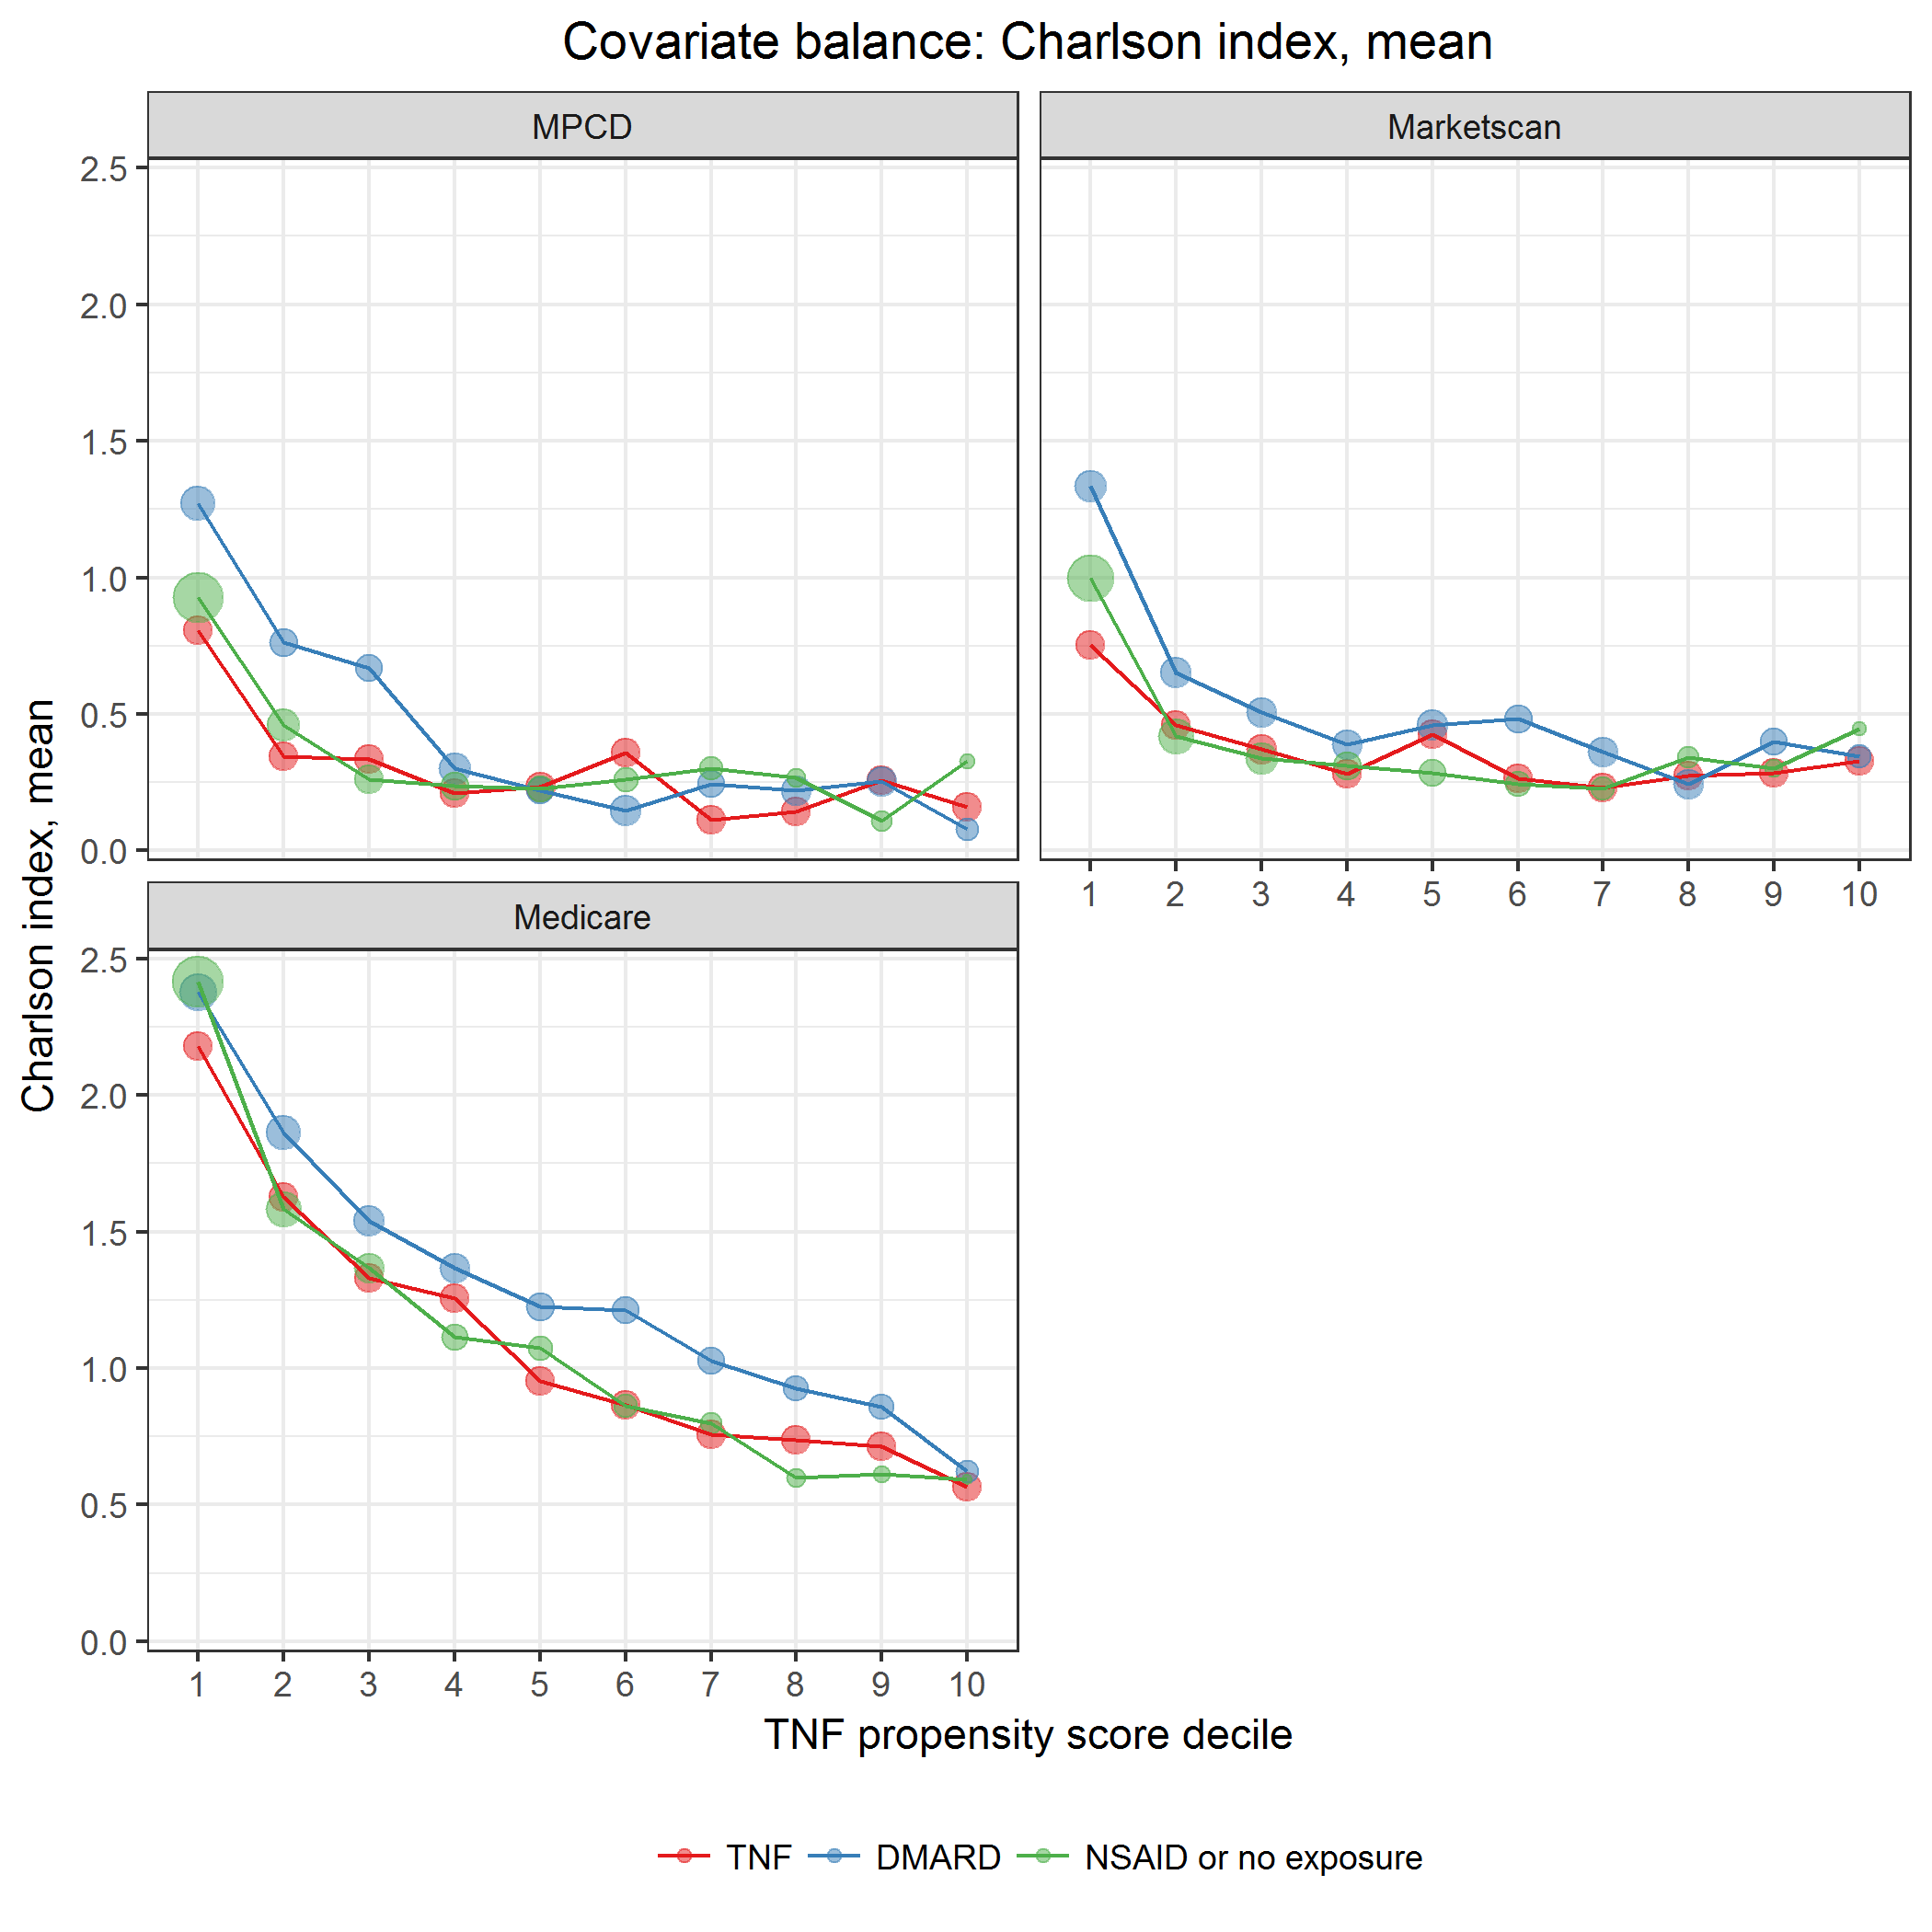 Covariate balance: Charlson index, mean
MPCD
Marketscan
2.5
2.0
1.5
1.0
0.5
0.0
1 2 3 4 5 6 7 8 9 10
Medicare
2.5
2.0
1.5
1.0
0.5
0.0
1 2 3 4 5 6 7 8 9 10
Charlson index, mean
TNF propensity score decile
TNF DMARD NSAID or no exposure